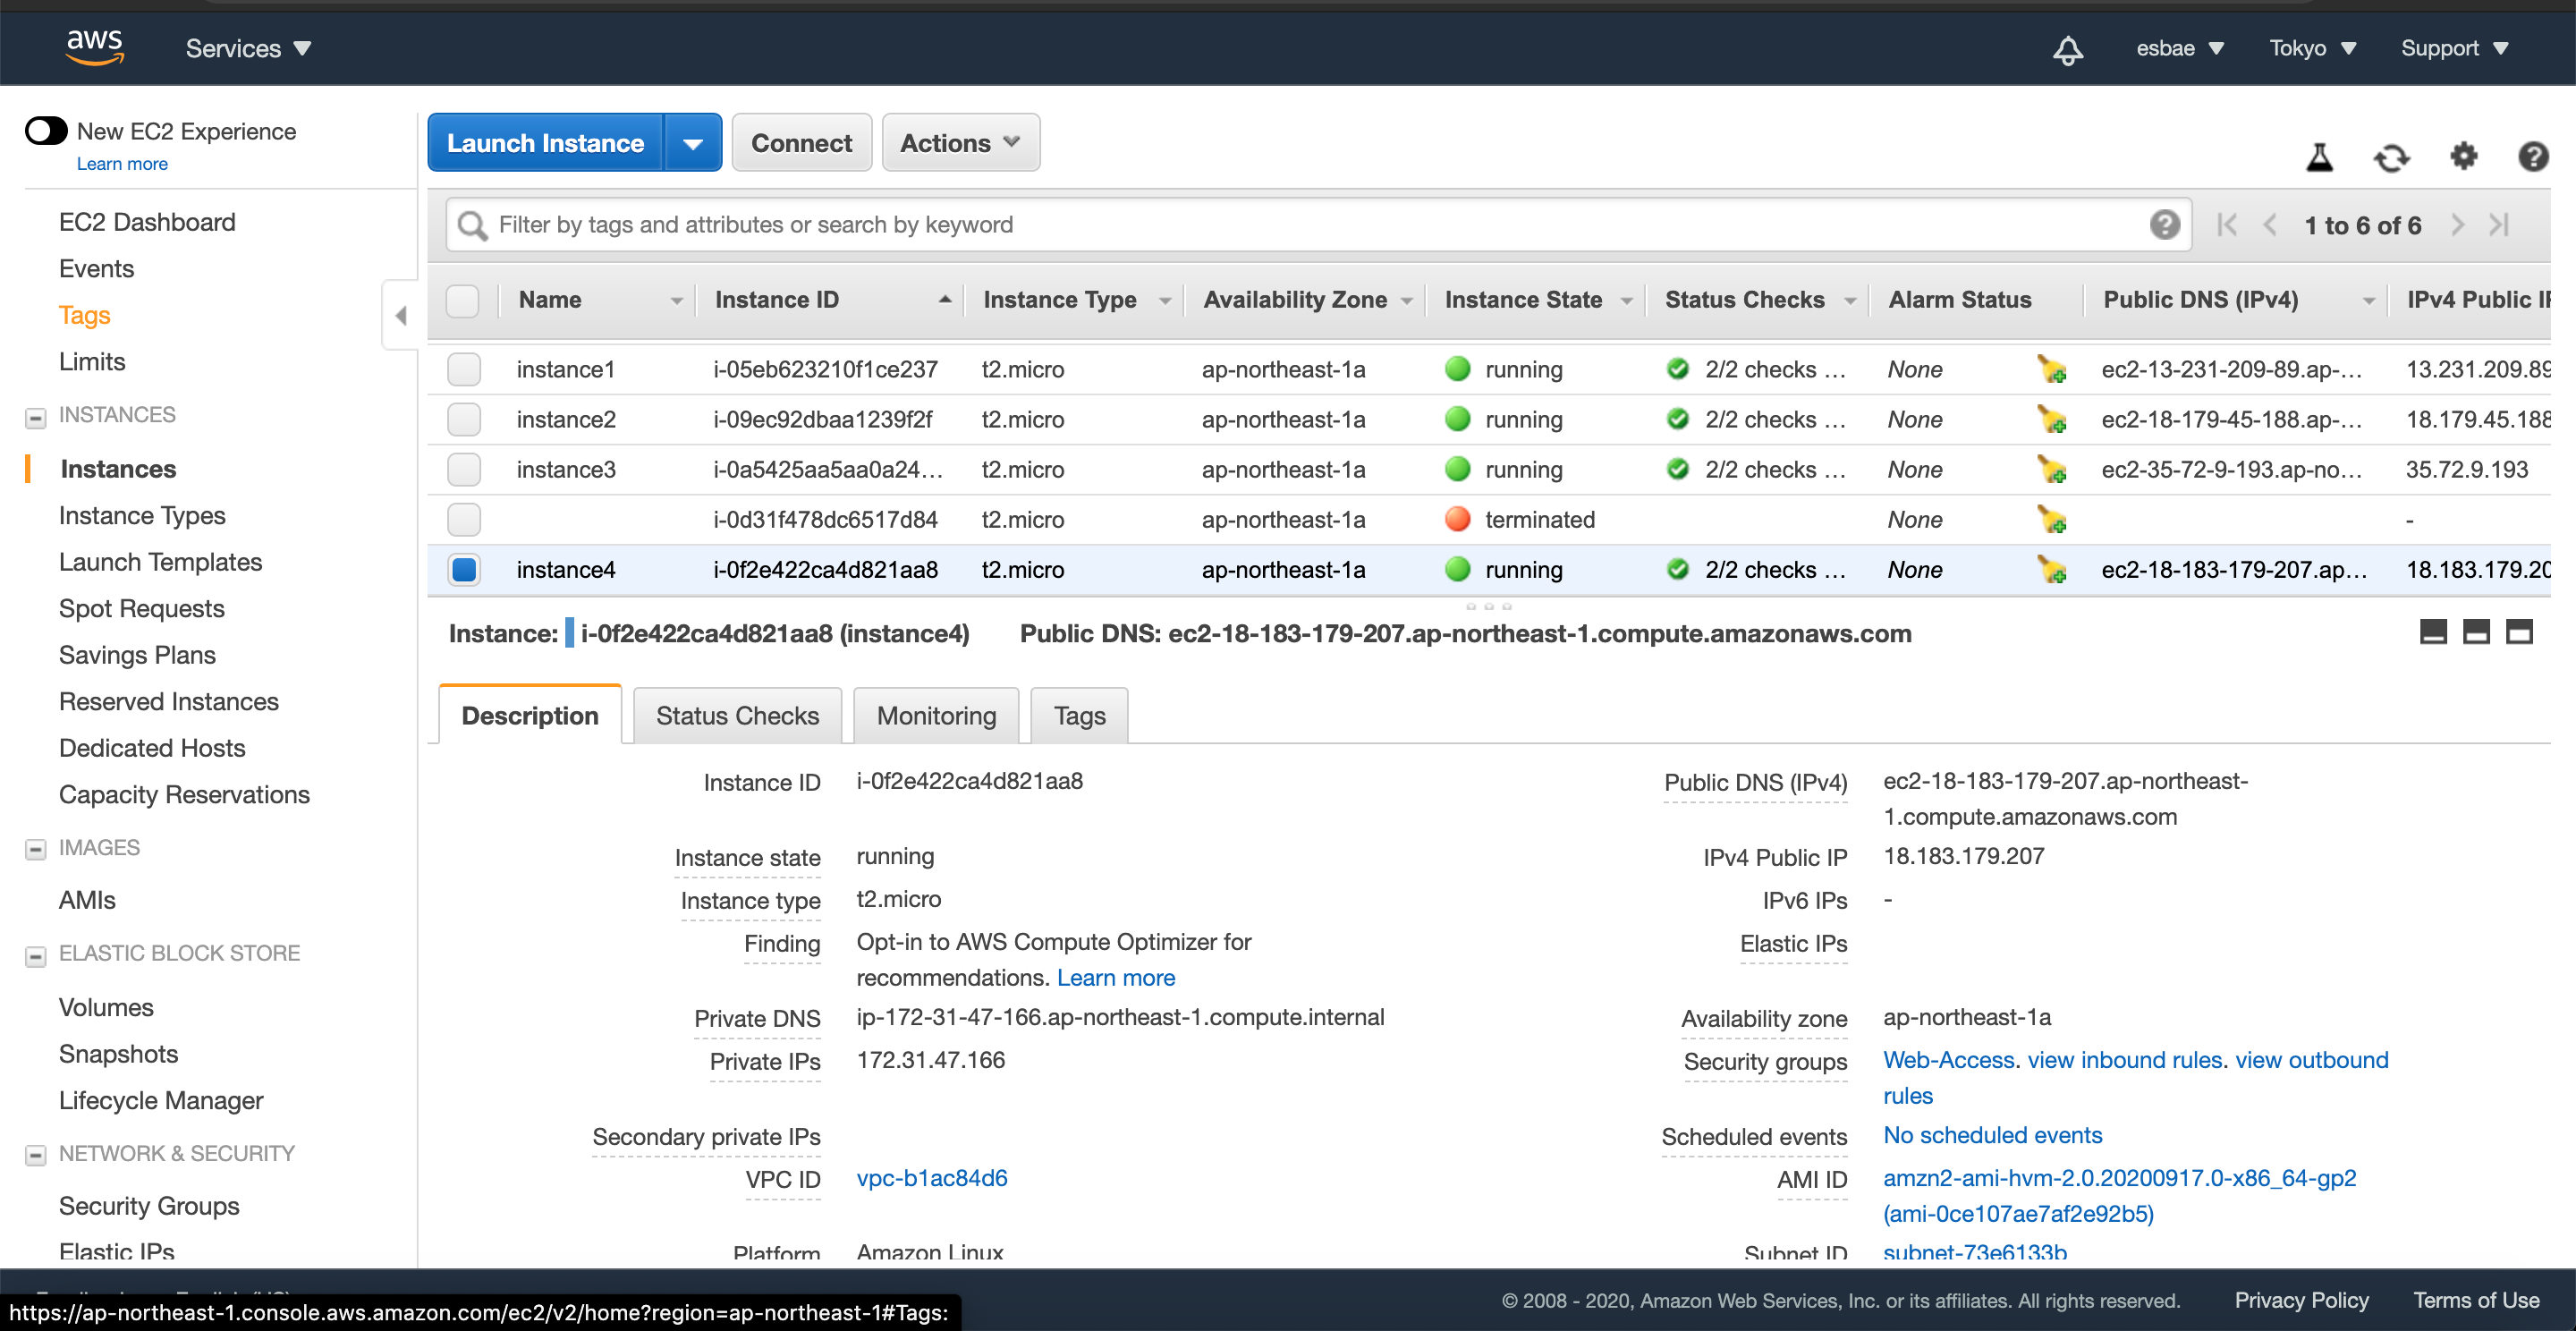 aws Services esbae Tokyo Support
New EC2 Experience
Learn more
EC2 Dashboard
Events
Tags
Limits
INSTANCES
Instances
Instance Types
Launch Templates
Spot Requests
Savings Plans
Reserved Instances
Dedicated Hosts
Capacity Reservations
IMAGES
AMIs
ELASTIC BLOCK STORE
Volumes
Snapshots
Lifecycle Manager
NETWORK & SECURITY
Security Groups
Elastic IPs
Launch Instance Connect Actions
Filter by tags and attributes or search by keyword 1 to 6 of 6
Name Instance ID Instance Type Availability Zone Instance State Status Checks Alarm Status Public DNS (IPv4) IPv4 Public IP
instance1 i-05eb623210f1ce237 t2.micro ap-northeast-1a running 2/2 checks ... None ec2-13-231-209-89.ap-... 13.231.209.89
instance2 i-09ec92dbaa1239f2f t2.micro ap-northeast-1a running 2/2 checks ... None ec2-18-179-45-188.ap-... 18.179.45.188
instance3 i-0a5425aa5aa0a24... t2.micro ap-northeast-1a running 2/2 checks ... None ec2-35-72-9-193.ap-no... 35.72.9.193
i-0d31f478dc6517d84 t2.micro ap-northeast-1a terminated None -
instance4 i-0f2e422ca4d821aa8 t2.micro ap-northeast-1a running 2/2 checks ... None ec2-18-183-179-207.ap... 18.183.179.20
Instance: i-0f2e422ca4d821aa8 (instance4) Public DNS: ec2-18-183-179-207.ap-northeast-1.compute.amazonaws.com
Description Status Checks Monitoring Tags
Instance ID i-0f2e422ca4d821aa8
Instance state running
Instance type t2.micro
Finding Opt-in to AWS Compute Optimizer for
recommendations. Learn more
Private DNS ip-172-31-47-166.ap-northeast-1.compute.internal
Private IPs 172.31.47.166
Secondary private IPs
VPC ID vpc-b1ac84d6
Platform Amazon Linux
Public DNS (IPv4) ec2-18-183-179-207.ap-northeast-
1.compute.amazonaws.com
IPv4 Public IP 18.183.179.207
IPv6 IPs -
Elastic IPs
Availability zone ap-northeast-1a
Security groups Web-Access. view inbound rules. view outbound
rules
Scheduled events No scheduled events
AMI ID amzn2-ami-hvm-2.0.20200917.0-x86_64-gp2
(ami-0ce107ae7af2e92b5)
Subnet ID subnet-73e6133b
https://ap-northeast-1.console.aws.amazon.com/ec2/v2/home?region=ap-northeast-1#Tags:
© 2008 - 2020, Amazon Web Services, Inc. or its affiliates. All rights reserved. Privacy Policy Terms of Use